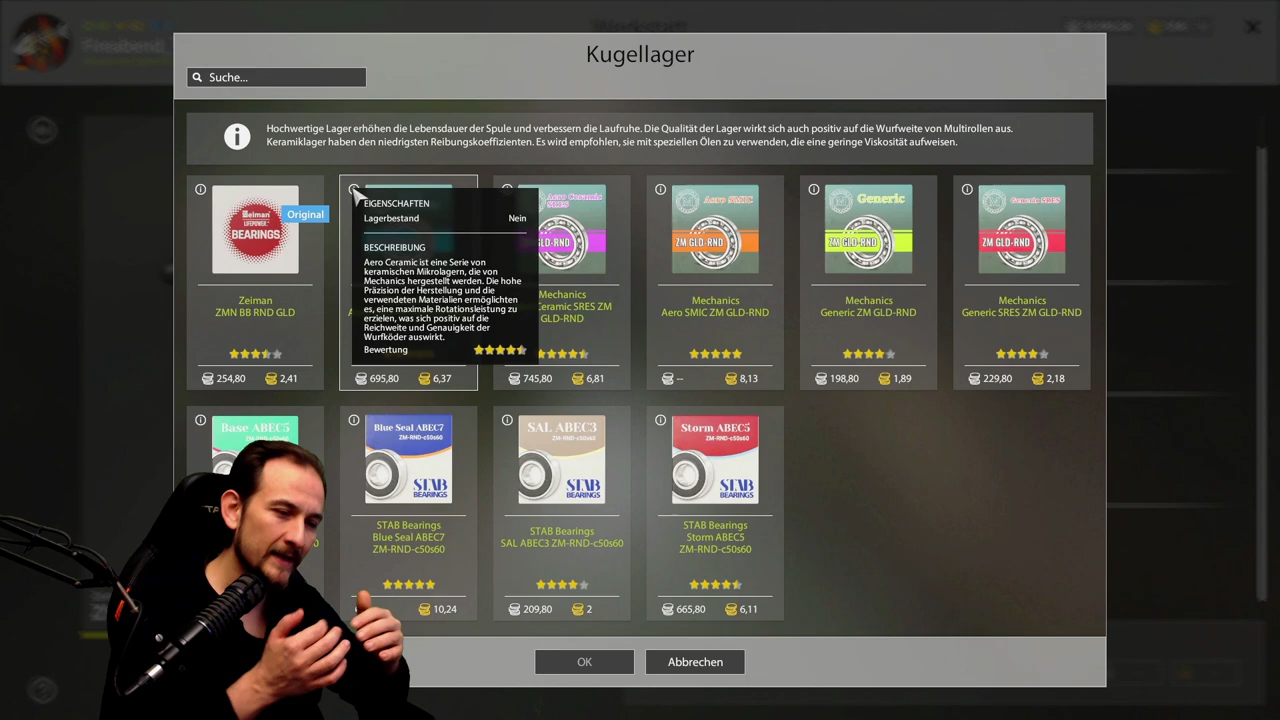 Kugellager
Suche...
Hochwertige Lager erhöhen die Lebensdauer der Spule und verbessern die Laufruhe. Die Qualität der Lager wirkt sich auch positiv auf die Wurfweite von Multirollen aus.
Keramiklager haben den niedrigsten Reibungskoeffizienten. Es wird empfohlen, sie mit speziellen Ölen zu verwenden, die eine geringe Viskosität aufweisen.
Zeiman
LIFEPOWER
BEARINGS
Original
Zeiman
ZMN BB RND GLD
254,80 2,41
EIGENSCHAFTEN
Lagerbestand Nein
BESCHREIBUNG
Aero Ceramic ist eine Serie von
keramischen Mikrolagern, die von
Mechanics hergestellt werden. Die hohe
Präzision der Herstellung und die
verwendeten Materialien ermöglichten
es, eine maximale Rotationsleistung zu
erzielen, was sich positiv auf die
Reichweite und Genauigkeit der
Wurfköder auswirkt.
Bewertung
695,80 6,37
Aero Ceramic
SRES
GLD-RND
Mechanics
Ceramic SRES ZM
GLD-RND
745,80 6,81
Aero SMIC
ZM GLD-RND
Mechanics
Aero SMIC ZM GLD-RND
-- 8,13
Generic
ZM GLD-RND
Mechanics
Generic ZM GLD-RND
198,80 1,89
Generic SRES
ZM GLD-RND
Mechanics
Generic SRES ZM GLD-RND
229,80 2,18
Base ABEC5
ZM-RND-c50s60
Blue Seal ABEC7
ZM-RND-c50s60
STAB
BEARINGS
STAB Bearings
Blue Seal ABEC7
ZM-RND-c50s60
10,24
SAL ABEC3
ZM-RND-c50s60
STAB
BEARINGS
STAB Bearings
SAL ABEC3 ZM-RND-c50s60
209,80 2
Storm ABEC5
ZM-RND-c50s60
STAB
BEARINGS
STAB Bearings
Storm ABEC5
ZM-RND-c50s60
665,80 6,11
OK
Abbrechen